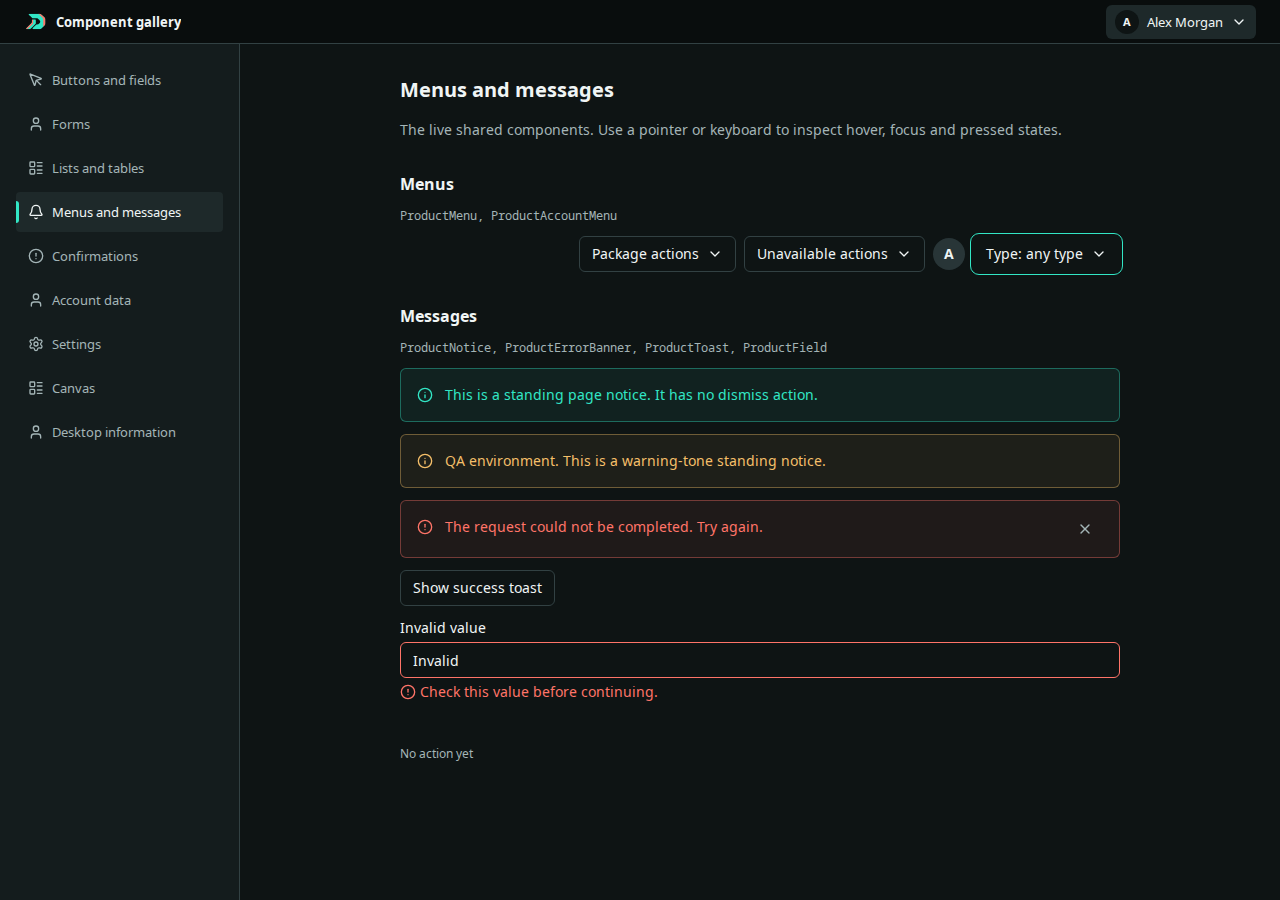 Component gallery
A Alex Morgan
Buttons and fields
Forms
Lists and tables
Menus and messages
Confirmations
Account data
Settings
Canvas
Desktop information
Menus and messages
The live shared components. Use a pointer or keyboard to inspect hover, focus and pressed states.
Menus
ProductMenu, ProductAccountMenu
Package actions Unavailable actions A Type: any type
Messages
ProductNotice, ProductErrorBanner, ProductToast, ProductField
This is a standing page notice. It has no dismiss action.
QA environment. This is a warning-tone standing notice.
The request could not be completed. Try again.
Show success toast
Invalid value
Invalid
Check this value before continuing.
No action yet